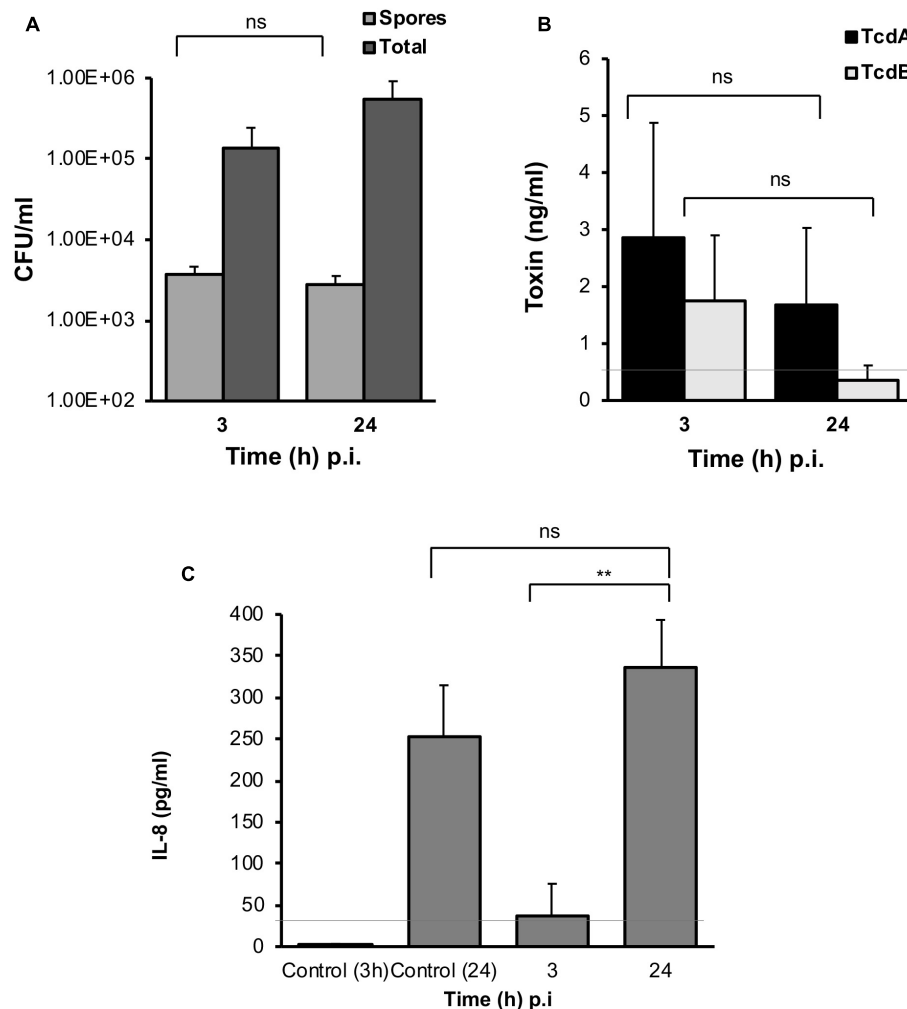 A
ns
Spores
Total
1.00E+06
1.00E+05
1.00E+04
1.00E+03
1.00E+02
CFU/ml
3 24
Time (h) p.i.
B
TcdA
TcdB
6
5
4
3
2
1
0
ns
ns
Toxin (ng/ml)
3 24
Time (h) p.i.
C
ns
**
400
350
300
250
200
150
100
50
0
IL-8 (pg/ml)
Control (3h) Control (24) 3 24
Time (h) p.i